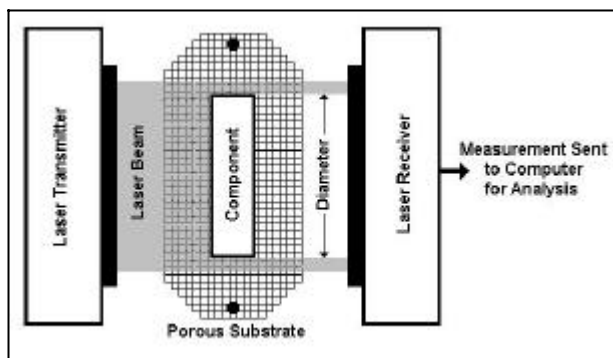 Laser Transmitter
Laser Beam
Component
Diameter
Laser Receiver
Measurement Sent
to Computer
for Analysis
Porous Substrate